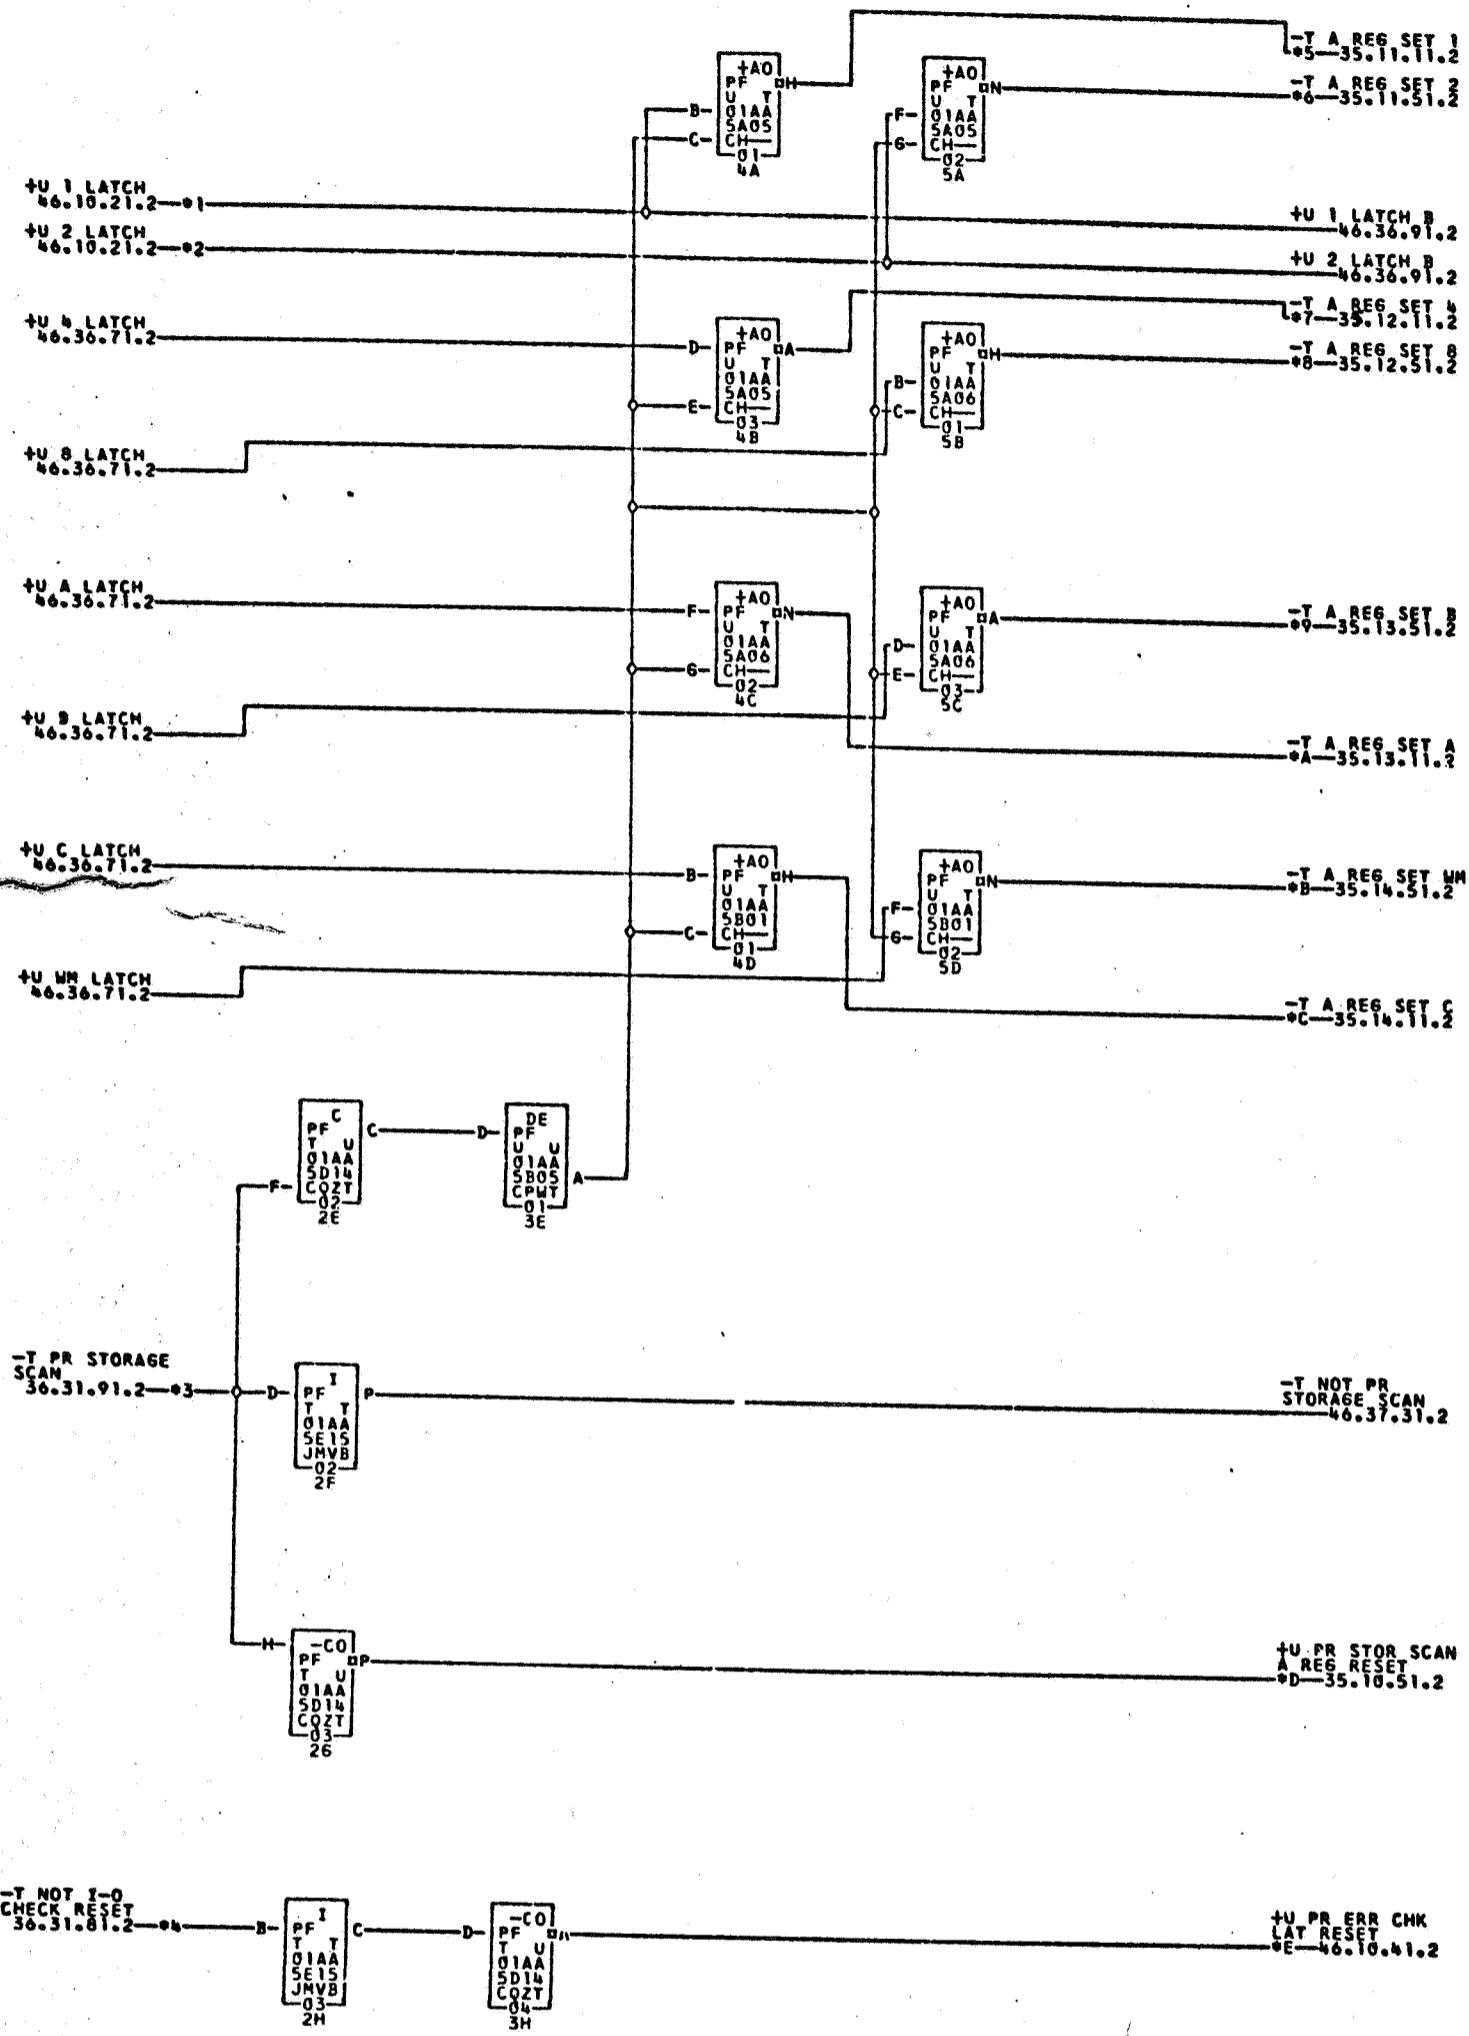 -T A REG SET 1
*5—35.11.11.2
-T A REG SET 2
*6—35.11.51.2
+AO
PF H
U T
B- 01AA
5A05
C- CH—
01
4A
+AO
PF N
U T
F- 01AA
5A05
G- CH—
02
5A
+U 1 LATCH
46.10.21.2—*1
+U 2 LATCH
46.10.21.2—*2
+U 1 LATCH B
46.36.91.2
+U 2 LATCH B
46.36.91.2
+U 4 LATCH
46.36.71.2
-T A REG SET 4
*7—35.12.11.2
-T A REG SET 8
*8—35.12.51.2
+AO
D- PF A
U T
01AA
5A05
E- CH—
03
4B
+AO
PF H
U T
B- 01AA
5A06
C- CH—
01
5B
+U 8 LATCH
46.36.71.2
+U A LATCH
46.36.71.2
+AO
F- PF N
U T
01AA
5A06
G- CH—
02
4C
+AO
PF A
U T
D- 01AA
5A06
E- CH—
03
5C
-T A REG SET B
*9—35.13.51.2
+U B LATCH
46.36.71.2
-T A REG SET A
*A—35.13.11.2
+U C LATCH
46.36.71.2
+AO
B- PF H
U T
01AA
5B01
C- CH—
01
4D
+AO
PF N
U T
F- 01AA
5B01
G- CH—
02
5D
-T A REG SET WM
*B—35.14.51.2
+U WM LATCH
46.36.71.2
-T A REG SET C
*C—35.14.11.2
C
PF C
T U
01AA
5D14
F- CQZT
02
2E
DE
D- PF
U U
01AA
5B05
CPWT A
01
3E
-T PR STORAGE
SCAN
36.31.91.2—*3
I
D- PF P
T T
01AA
5E15
JMVB
02
2F
-T NOT PR
STORAGE SCAN
46.37.31.2
H- -CO
PF P
T U
01AA
5D14
CQZT
03
2G
+U PR STOR SCAN
A REG RESET
*D—35.10.51.2
-T NOT I-O
CHECK RESET
36.31.81.2—*4
I
B- PF C
T T
01AA
5E15
JMVB
03
2H
-CO
D- PF
T U
01AA
5D14
CQZT
04
3H
+U PR ERR CHK
LAT RESET
*E—46.10.41.2